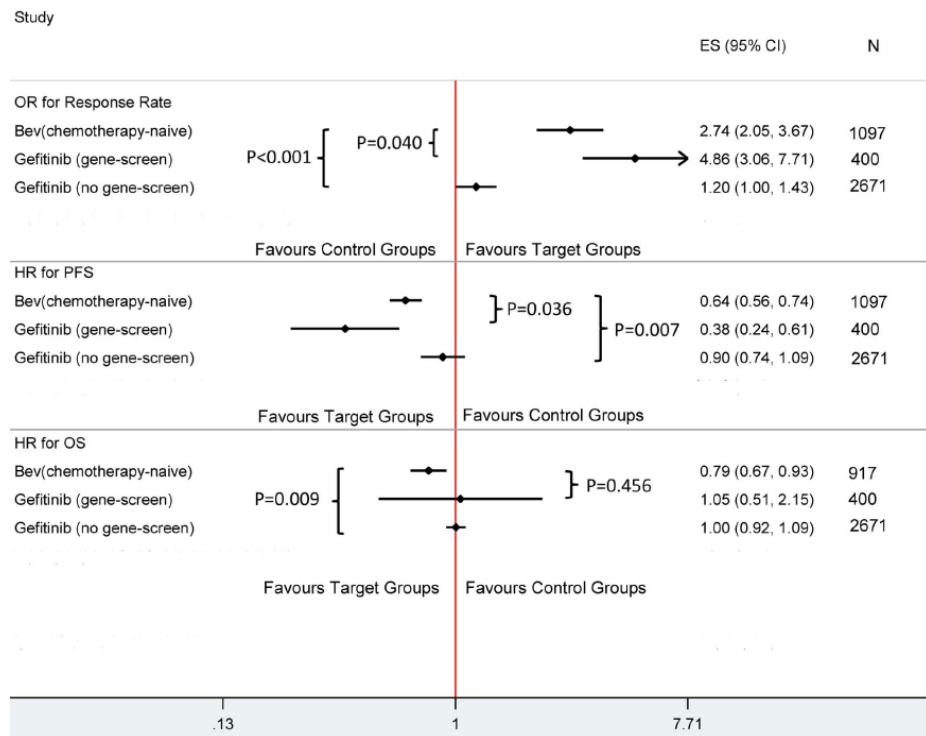 Study
ES (95% CI) N
OR for Response Rate
Bev(chemotherapy-naive) 2.74 (2.05, 3.67) 1097
P<0.001 P=0.040
Gefitinib (gene-screen) 4.86 (3.06, 7.71) 400
Gefitinib (no gene-screen) 1.20 (1.00, 1.43) 2671
Favours Control Groups Favours Target Groups
HR for PFS
Bev(chemotherapy-naive) P=0.036 0.64 (0.56, 0.74) 1097
Gefitinib (gene-screen) P=0.007 0.38 (0.24, 0.61) 400
Gefitinib (no gene-screen) 0.90 (0.74, 1.09) 2671
Favours Target Groups Favours Control Groups
HR for OS
Bev(chemotherapy-naive) 0.79 (0.67, 0.93) 917
P=0.009 P=0.456
Gefitinib (gene-screen) 1.05 (0.51, 2.15) 400
Gefitinib (no gene-screen) 1.00 (0.92, 1.09) 2671
Favours Target Groups Favours Control Groups
.13 1 7.71